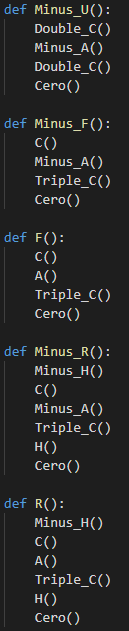 def Minus_U():
    Double_C()
    Minus_A()
    Double_C()
    Cero()

def Minus_F():
    C()
    Minus_A()
    Triple_C()
    Cero()

def F():
    C()
    A()
    Triple_C()
    Cero()

def Minus_R():
    Minus_H()
    C()
    Minus_A()
    Triple_C()
    H()
    Cero()

def R():
    Minus_H()
    C()
    A()
    Triple_C()
    H()
    Cero()